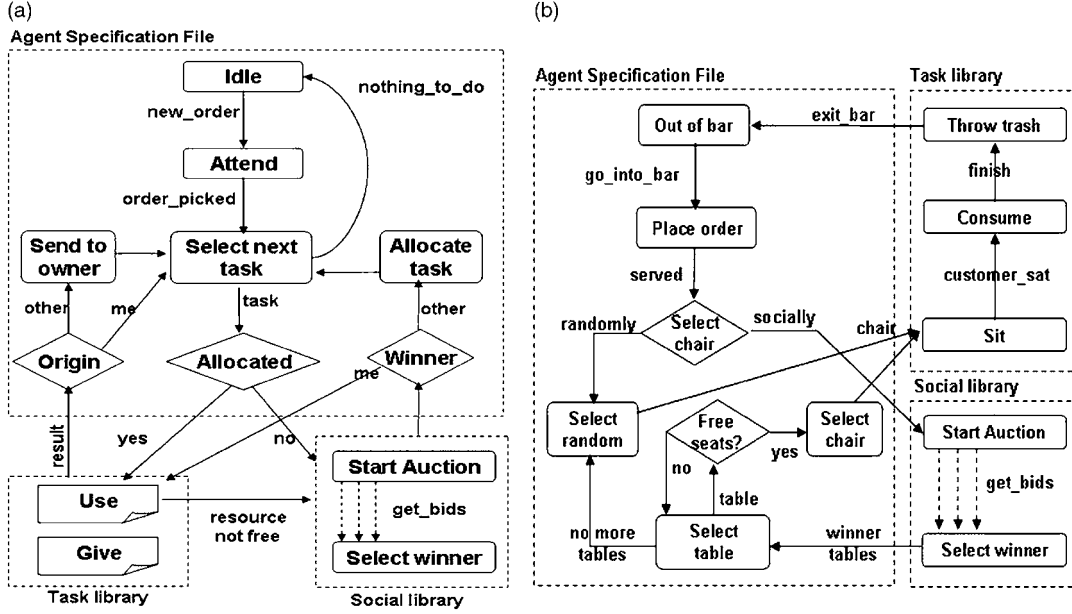 (a)
Agent Specification File
Idle
nothing_to_do
new_order
Attend
order_picked
Send to
owner
Select next
task
Allocate
task
other
me
task
other
Origin
Allocated
Winner
me
result
yes
no
Use
Give
Task library
resource
not free
Start Auction
get_bids
Select winner
Social library
(b)
Agent Specification File
Task library
Out of bar
exit_bar
Throw trash
go_into_bar
finish
Place order
Consume
served
customer_sat
randomly
Select
chair
socially
chair
Sit
Social library
Select
random
Free
seats?
yes
Select
chair
Start Auction
no
table
get_bids
no more
tables
Select
table
winner
tables
Select winner